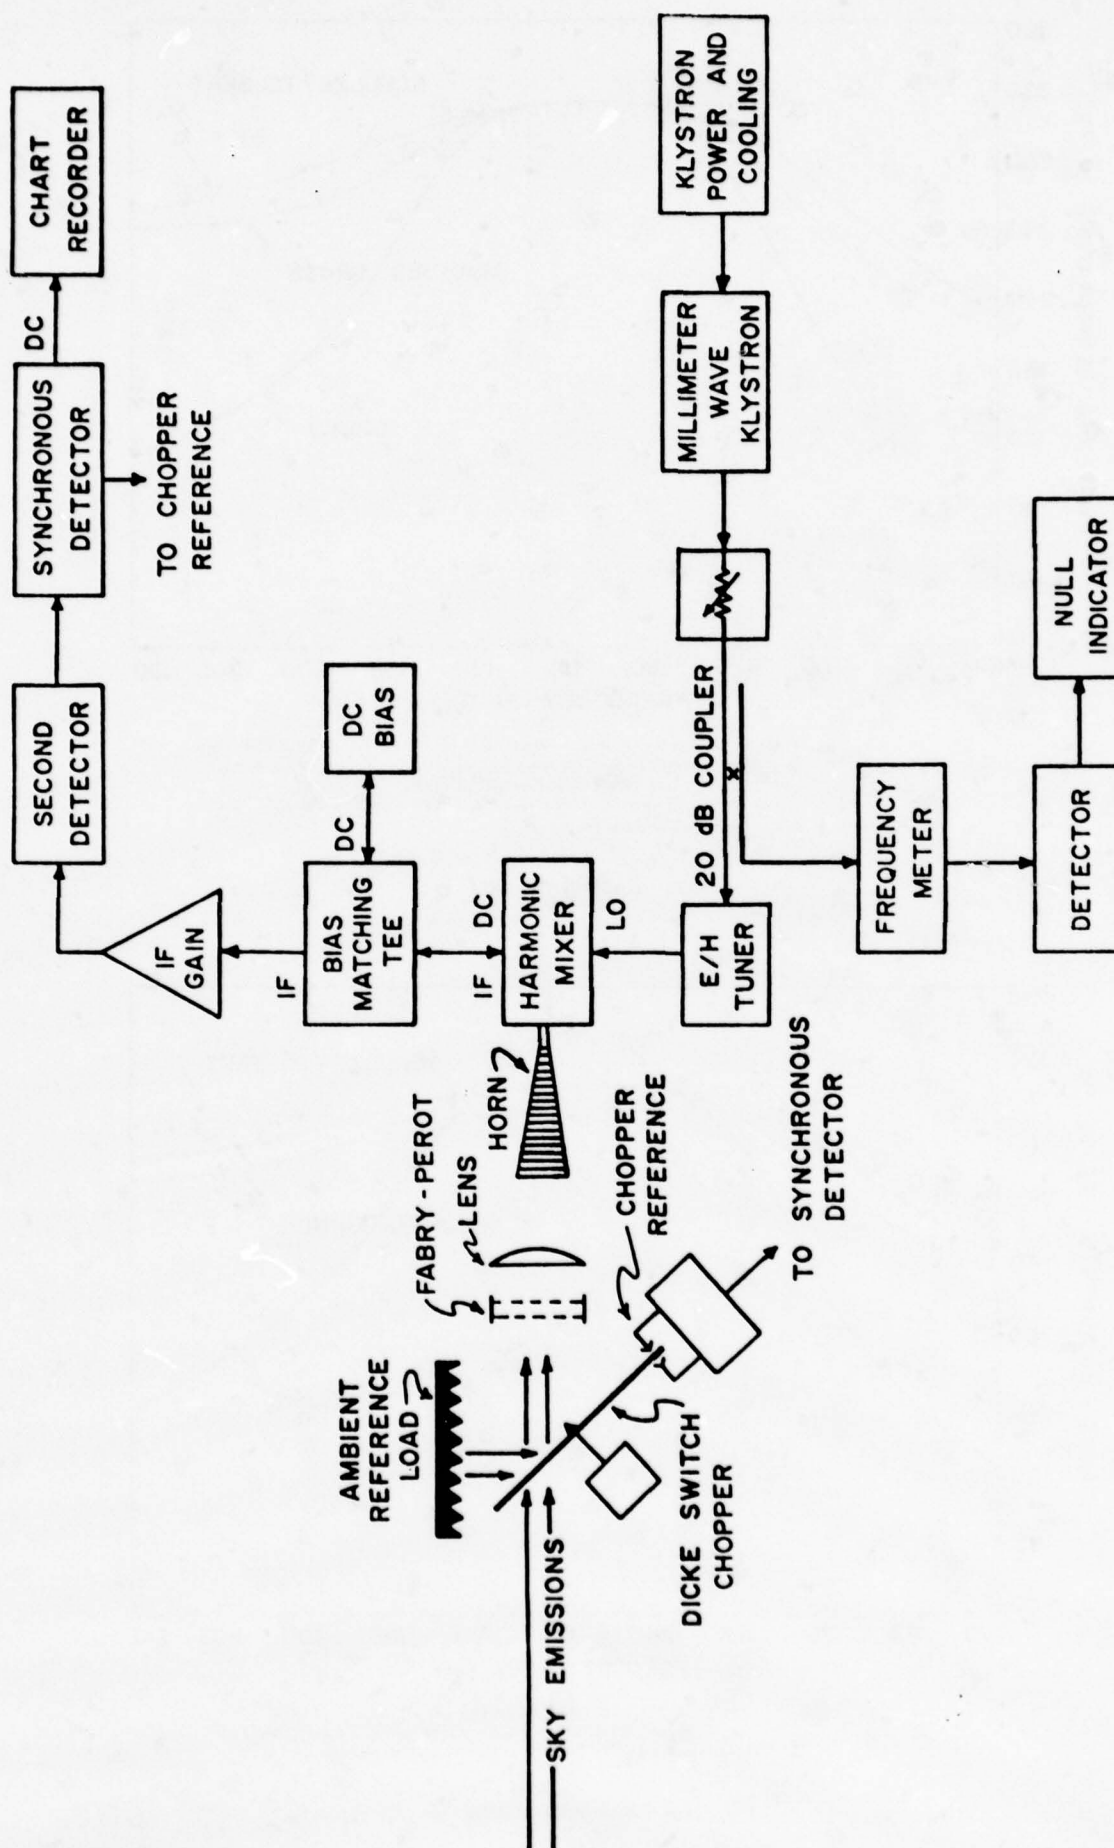 SKY EMISSIONS
AMBIENT
REFERENCE
LOAD
FABRY-PEROT
LENS
HORN
DICKE SWITCH
CHOPPER
CHOPPER
REFERENCE
TO SYNCHRONOUS
DETECTOR
IF
GAIN
IF
BIAS
MATCHING
TEE
DC
DC
BIAS
IF DC
HARMONIC
MIXER
LO
E/H
TUNER
20 dB COUPLER
SECOND
DETECTOR
SYNCHRONOUS
DETECTOR
TO CHOPPER
REFERENCE
DC
CHART
RECORDER
MILLIMETER
WAVE
KLYSTRON
KLYSTRON
POWER AND
COOLING
FREQUENCY
METER
DETECTOR
NULL
INDICATOR